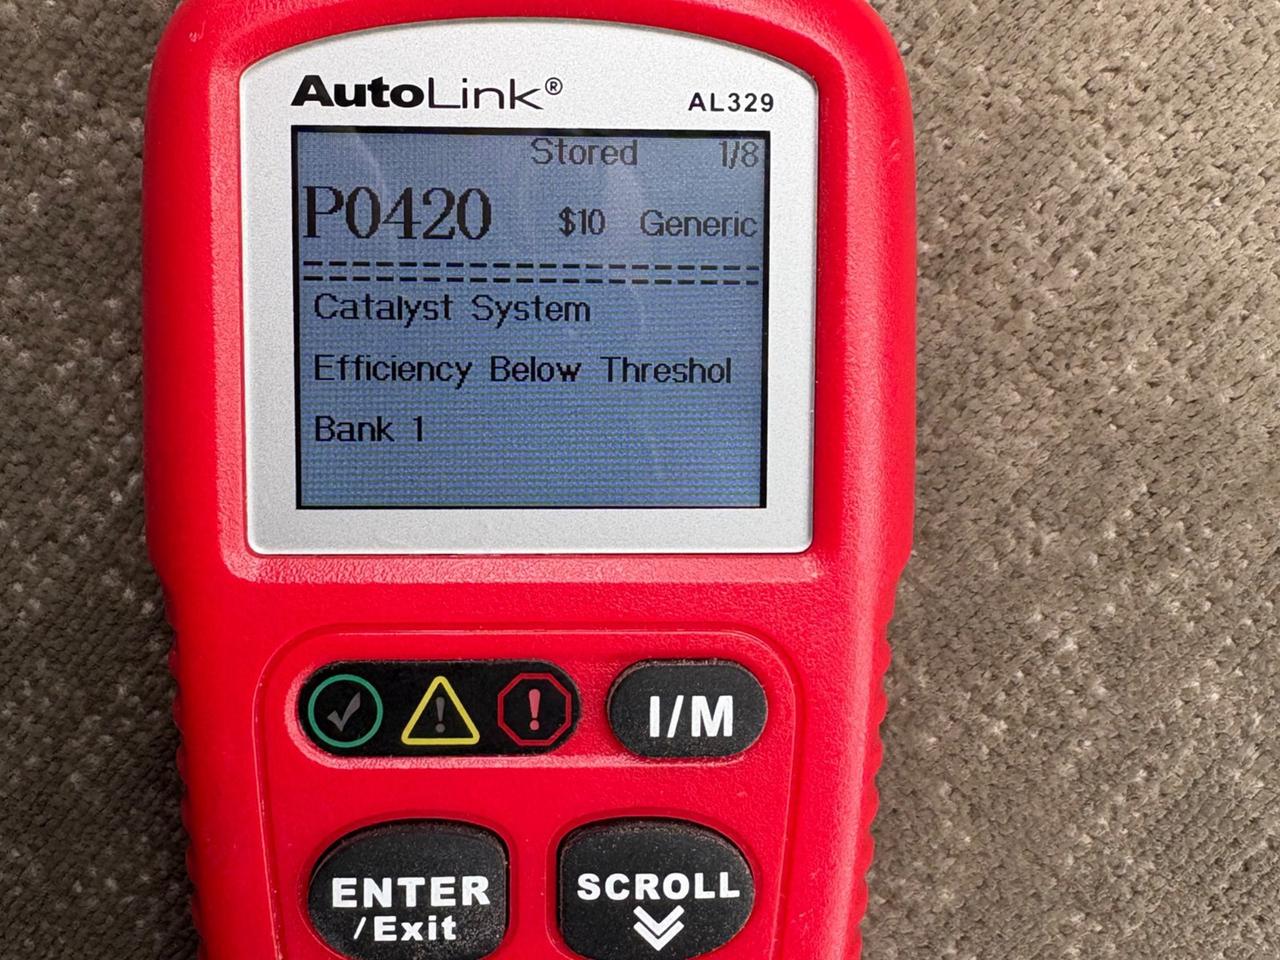 AutoLink®
AL329
Stored 1/8
P0420 $10 Generic
Catalyst System
Efficiency Below Threshol
Bank 1
I/M
ENTER
/Exit
SCROLL